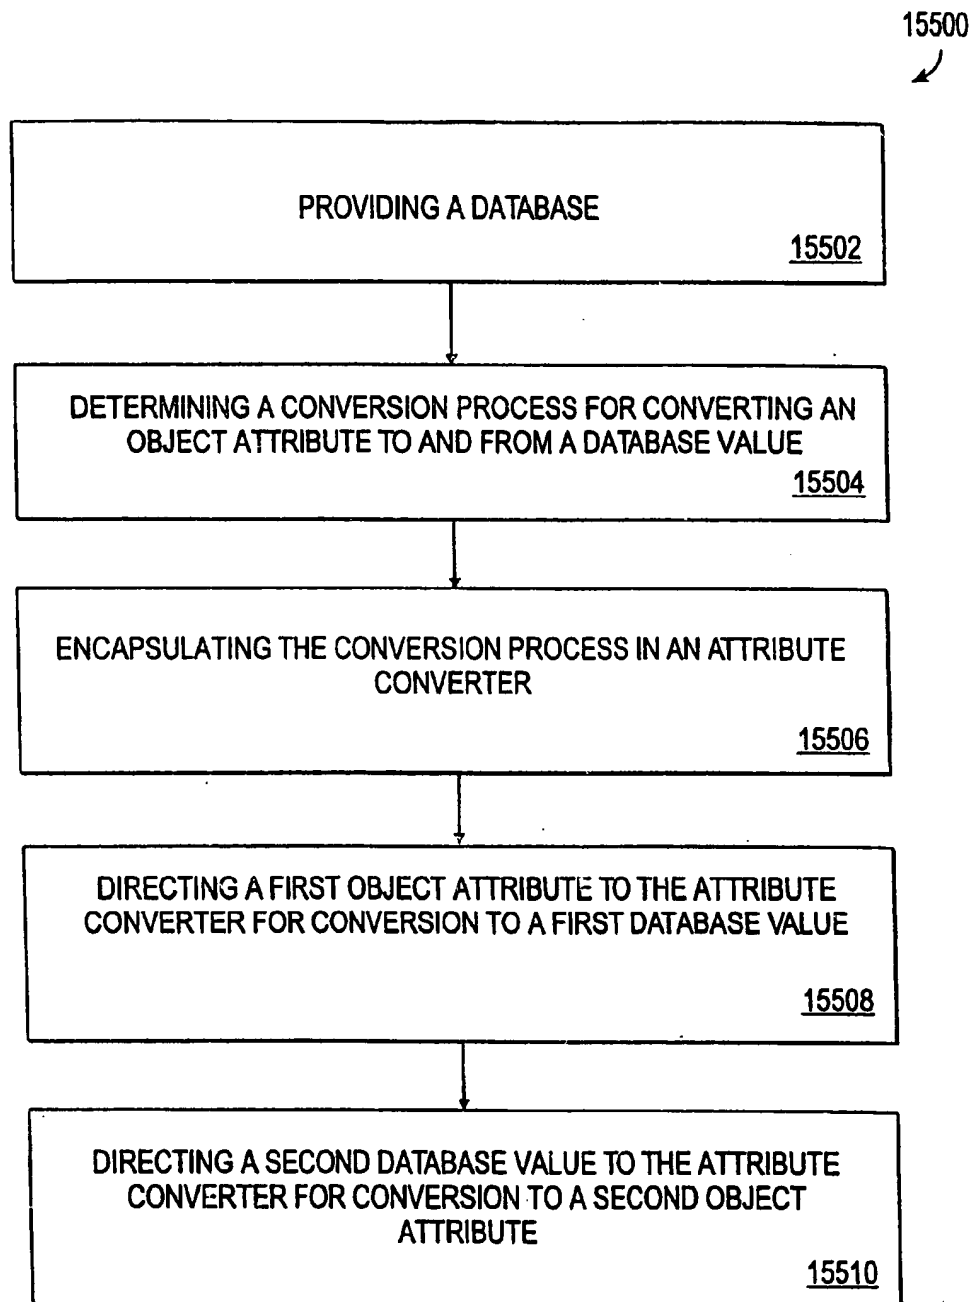 15500
PROVIDING A DATABASE
15502
DETERMINING A CONVERSION PROCESS FOR CONVERTING AN
OBJECT ATTRIBUTE TO AND FROM A DATABASE VALUE
15504
ENCAPSULATING THE CONVERSION PROCESS IN AN ATTRIBUTE
CONVERTER
15506
DIRECTING A FIRST OBJECT ATTRIBUTE TO THE ATTRIBUTE
CONVERTER FOR CONVERSION TO A FIRST DATABASE VALUE
15508
DIRECTING A SECOND DATABASE VALUE TO THE ATTRIBUTE
CONVERTER FOR CONVERSION TO A SECOND OBJECT
ATTRIBUTE
15510